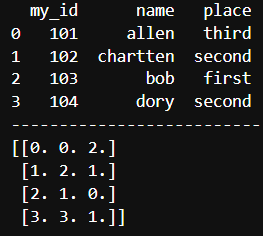 my_id name place
0 101 allen third
1 102 chartten second
2 103 bob first
3 104 dory second
--------------------------
[[0. 0. 2.]
[1. 2. 1.]
[2. 1. 0.]
[3. 3. 1.]]